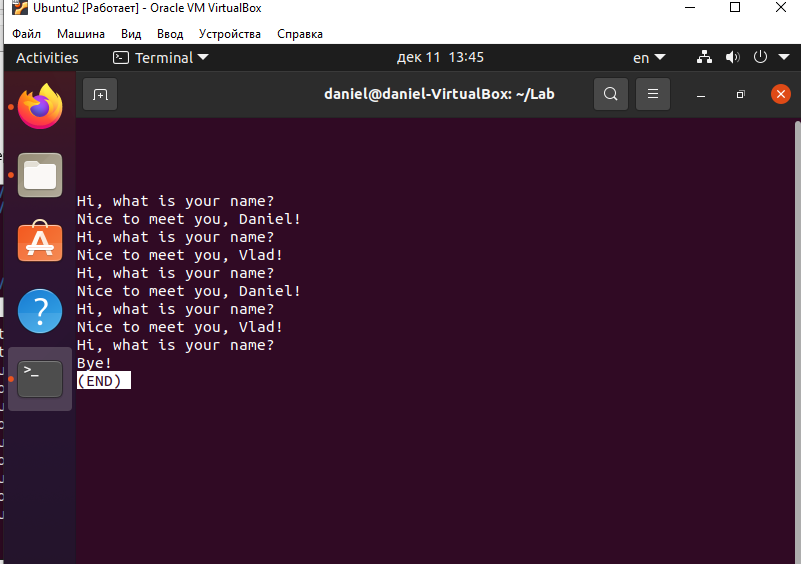 Ubuntu2 [Работает] - Oracle VM VirtualBox
Файл Машина Вид Ввод Устройства Справка
Activities Terminal дек 11 13:45 en
daniel@daniel-VirtualBox: ~/Lab
Hi, what is your name?
Nice to meet you, Daniel!
Hi, what is your name?
Nice to meet you, Vlad!
Hi, what is your name?
Nice to meet you, Daniel!
Hi, what is your name?
Nice to meet you, Vlad!
Hi, what is your name?
Bye!
(END)